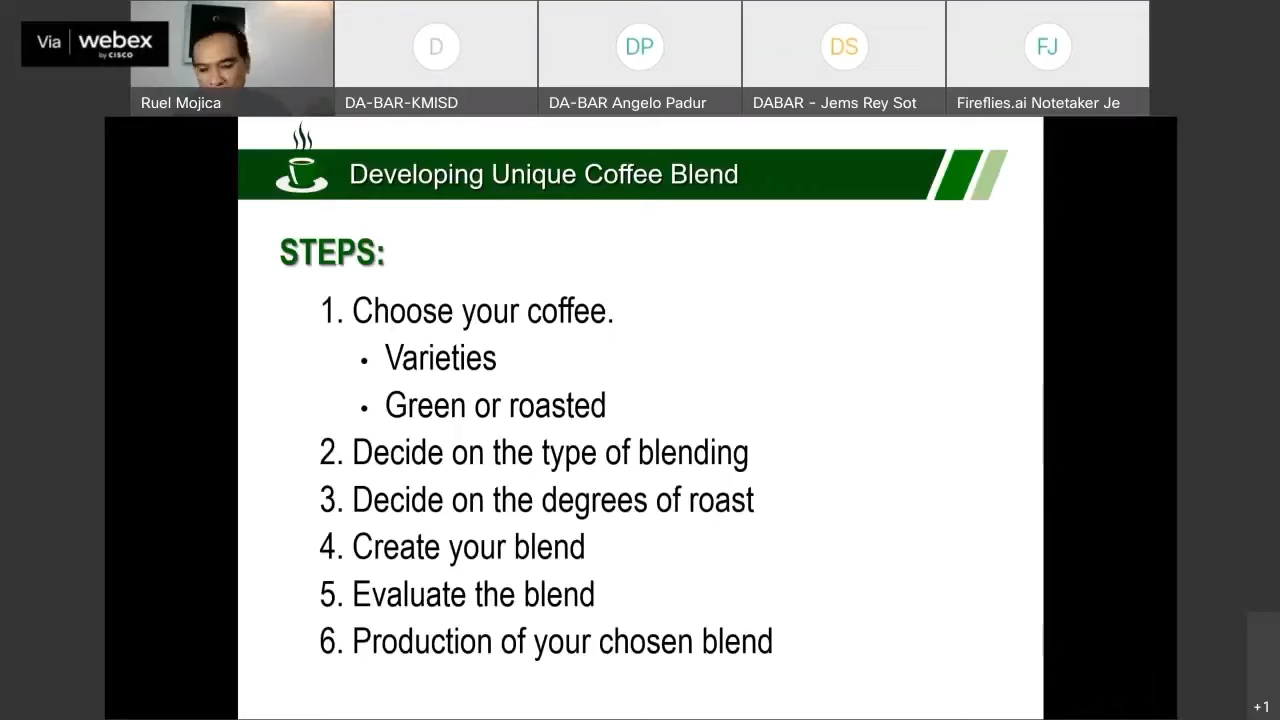 Via webex
by CISCO
D
DP
DS
FJ
Ruel Mojica
DA-BAR-KMISD
DA-BAR Angelo Padur
DABAR - Jems Rey Sot
Fireflies.ai Notetaker Je
Developing Unique Coffee Blend
STEPS:
1. Choose your coffee.
• Varieties
• Green or roasted
2. Decide on the type of blending
3. Decide on the degrees of roast
4. Create your blend
5. Evaluate the blend
6. Production of your chosen blend
+1